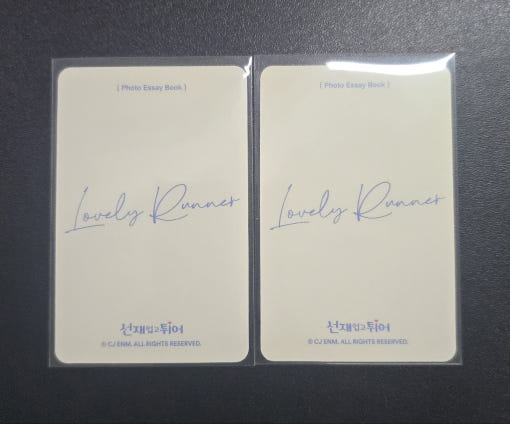 [ Photo Essay Book ]
Lovely Runner
선재업고튀어
© CJ ENM. ALL RIGHTS RESERVED.
[ Photo Essay Book ]
Lovely Runner
선재업고튀어
© CJ ENM. ALL RIGHTS RESERVED.